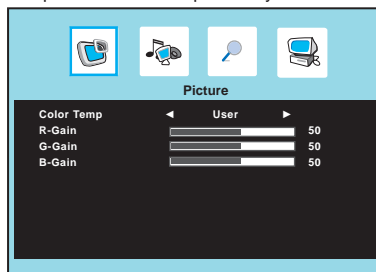 Picture
Color Temp ◄ User ►
R-Gain 50
G-Gain 50
B-Gain 50